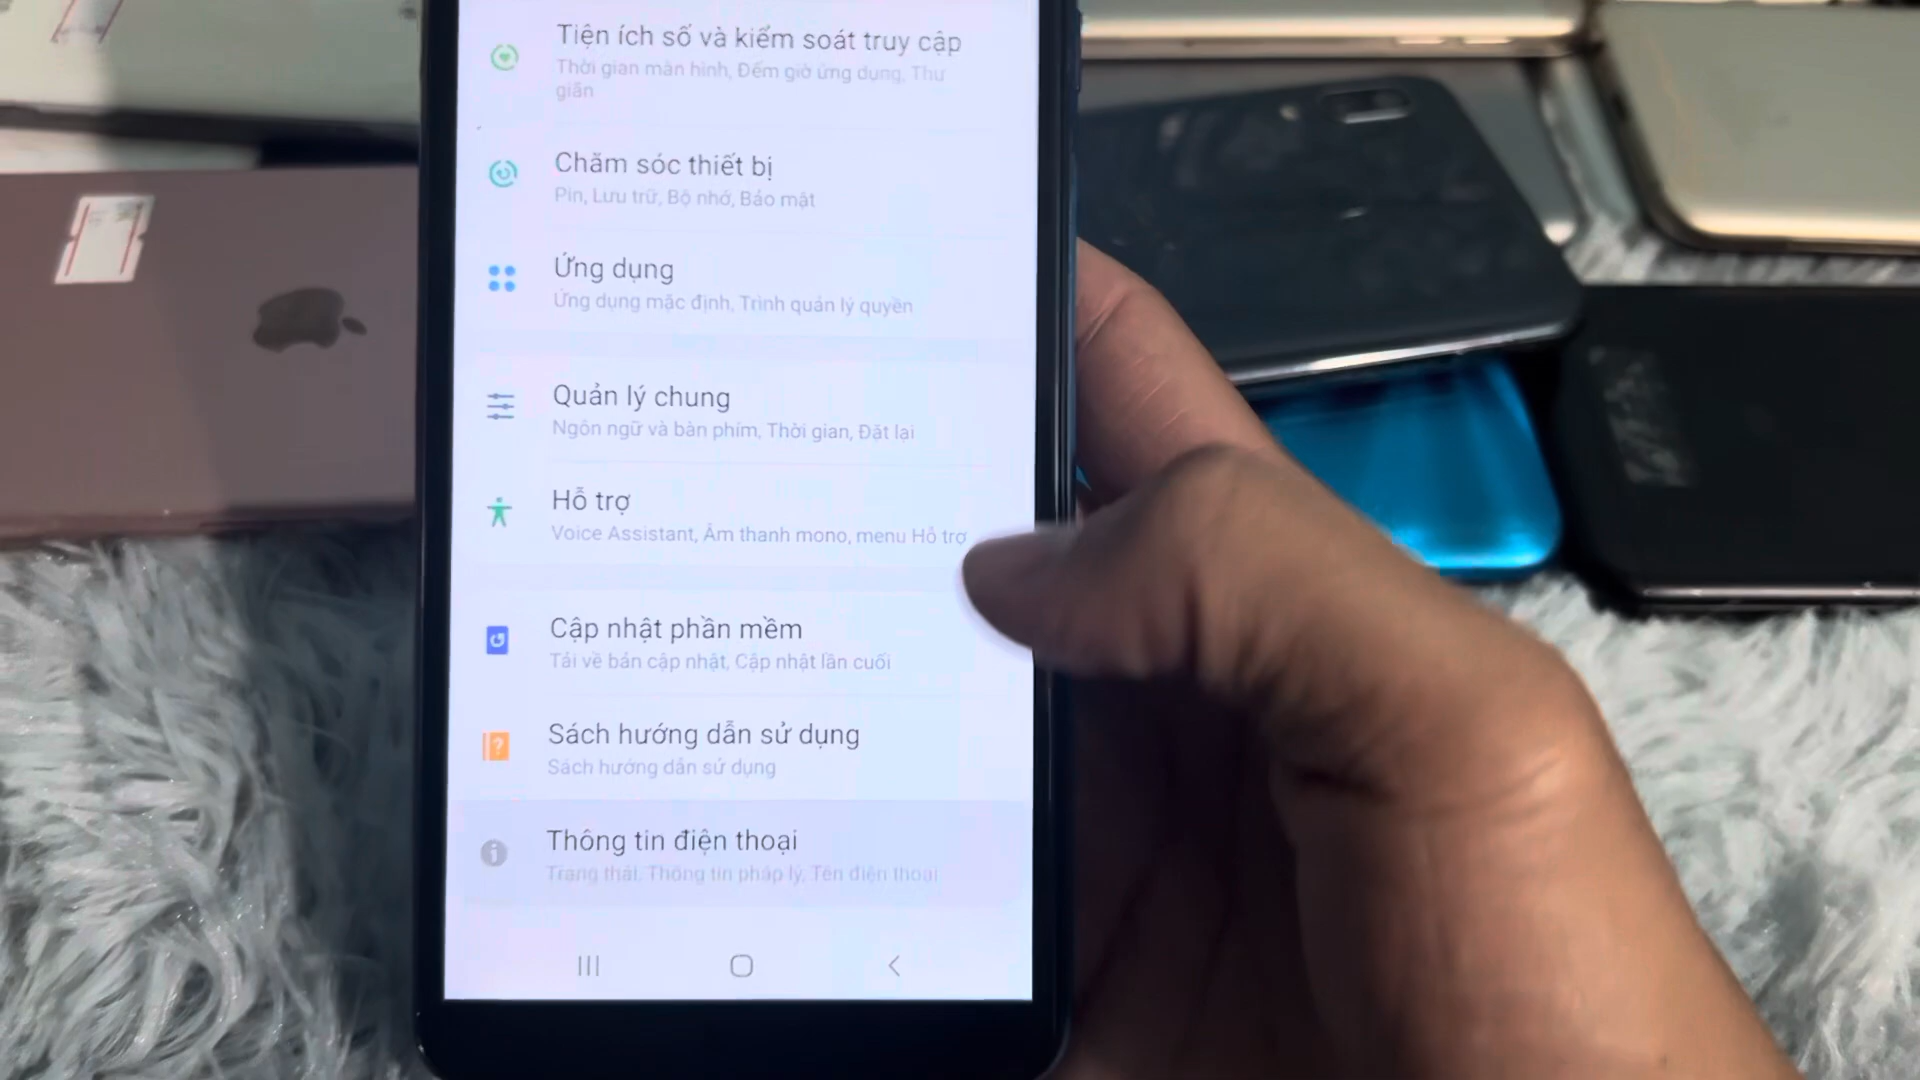 Tiện ích số và kiểm soát truy cập
Thời gian màn hình, Đếm giờ ứng dụng, Thư
giãn
Chăm sóc thiết bị
Pin, Lưu trữ, Bộ nhớ, Bảo mật
Ứng dụng
Ứng dụng mặc định, Trình quản lý quyền
Quản lý chung
Ngôn ngữ và bàn phím, Thời gian, Đặt lại
Hỗ trợ
Voice Assistant, Âm thanh mono, menu Hỗ trợ
Cập nhật phần mềm
Tải về bản cập nhật, Cập nhật lần cuối
Sách hướng dẫn sử dụng
Sách hướng dẫn sử dụng
Thông tin điện thoại
Trạng thái, Thông tin pháp lý, Tên điện thoại